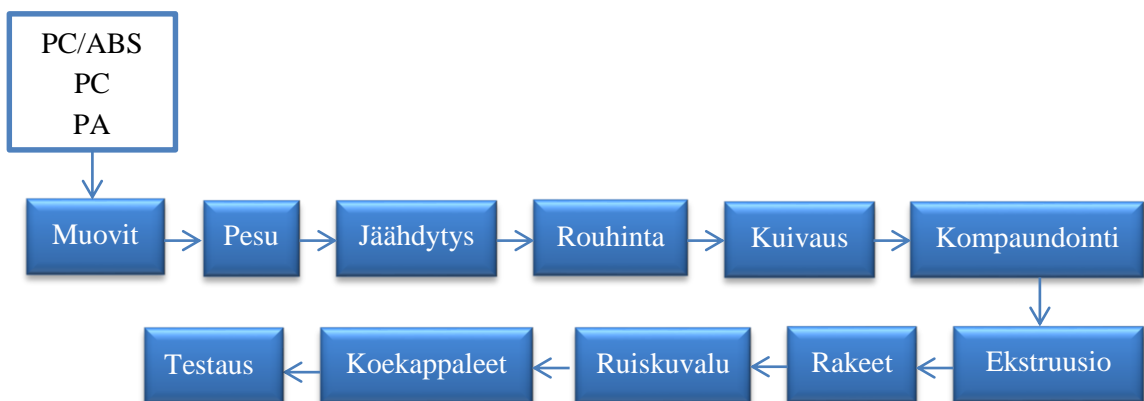 PC/ABS
PC
PA
Muovit
Pesu
Jäähdytys
Rouhinta
Kuivaus
Kompaundointi
Ekstruusio
Rakeet
Ruiskuvalu
Koekappaleet
Testaus